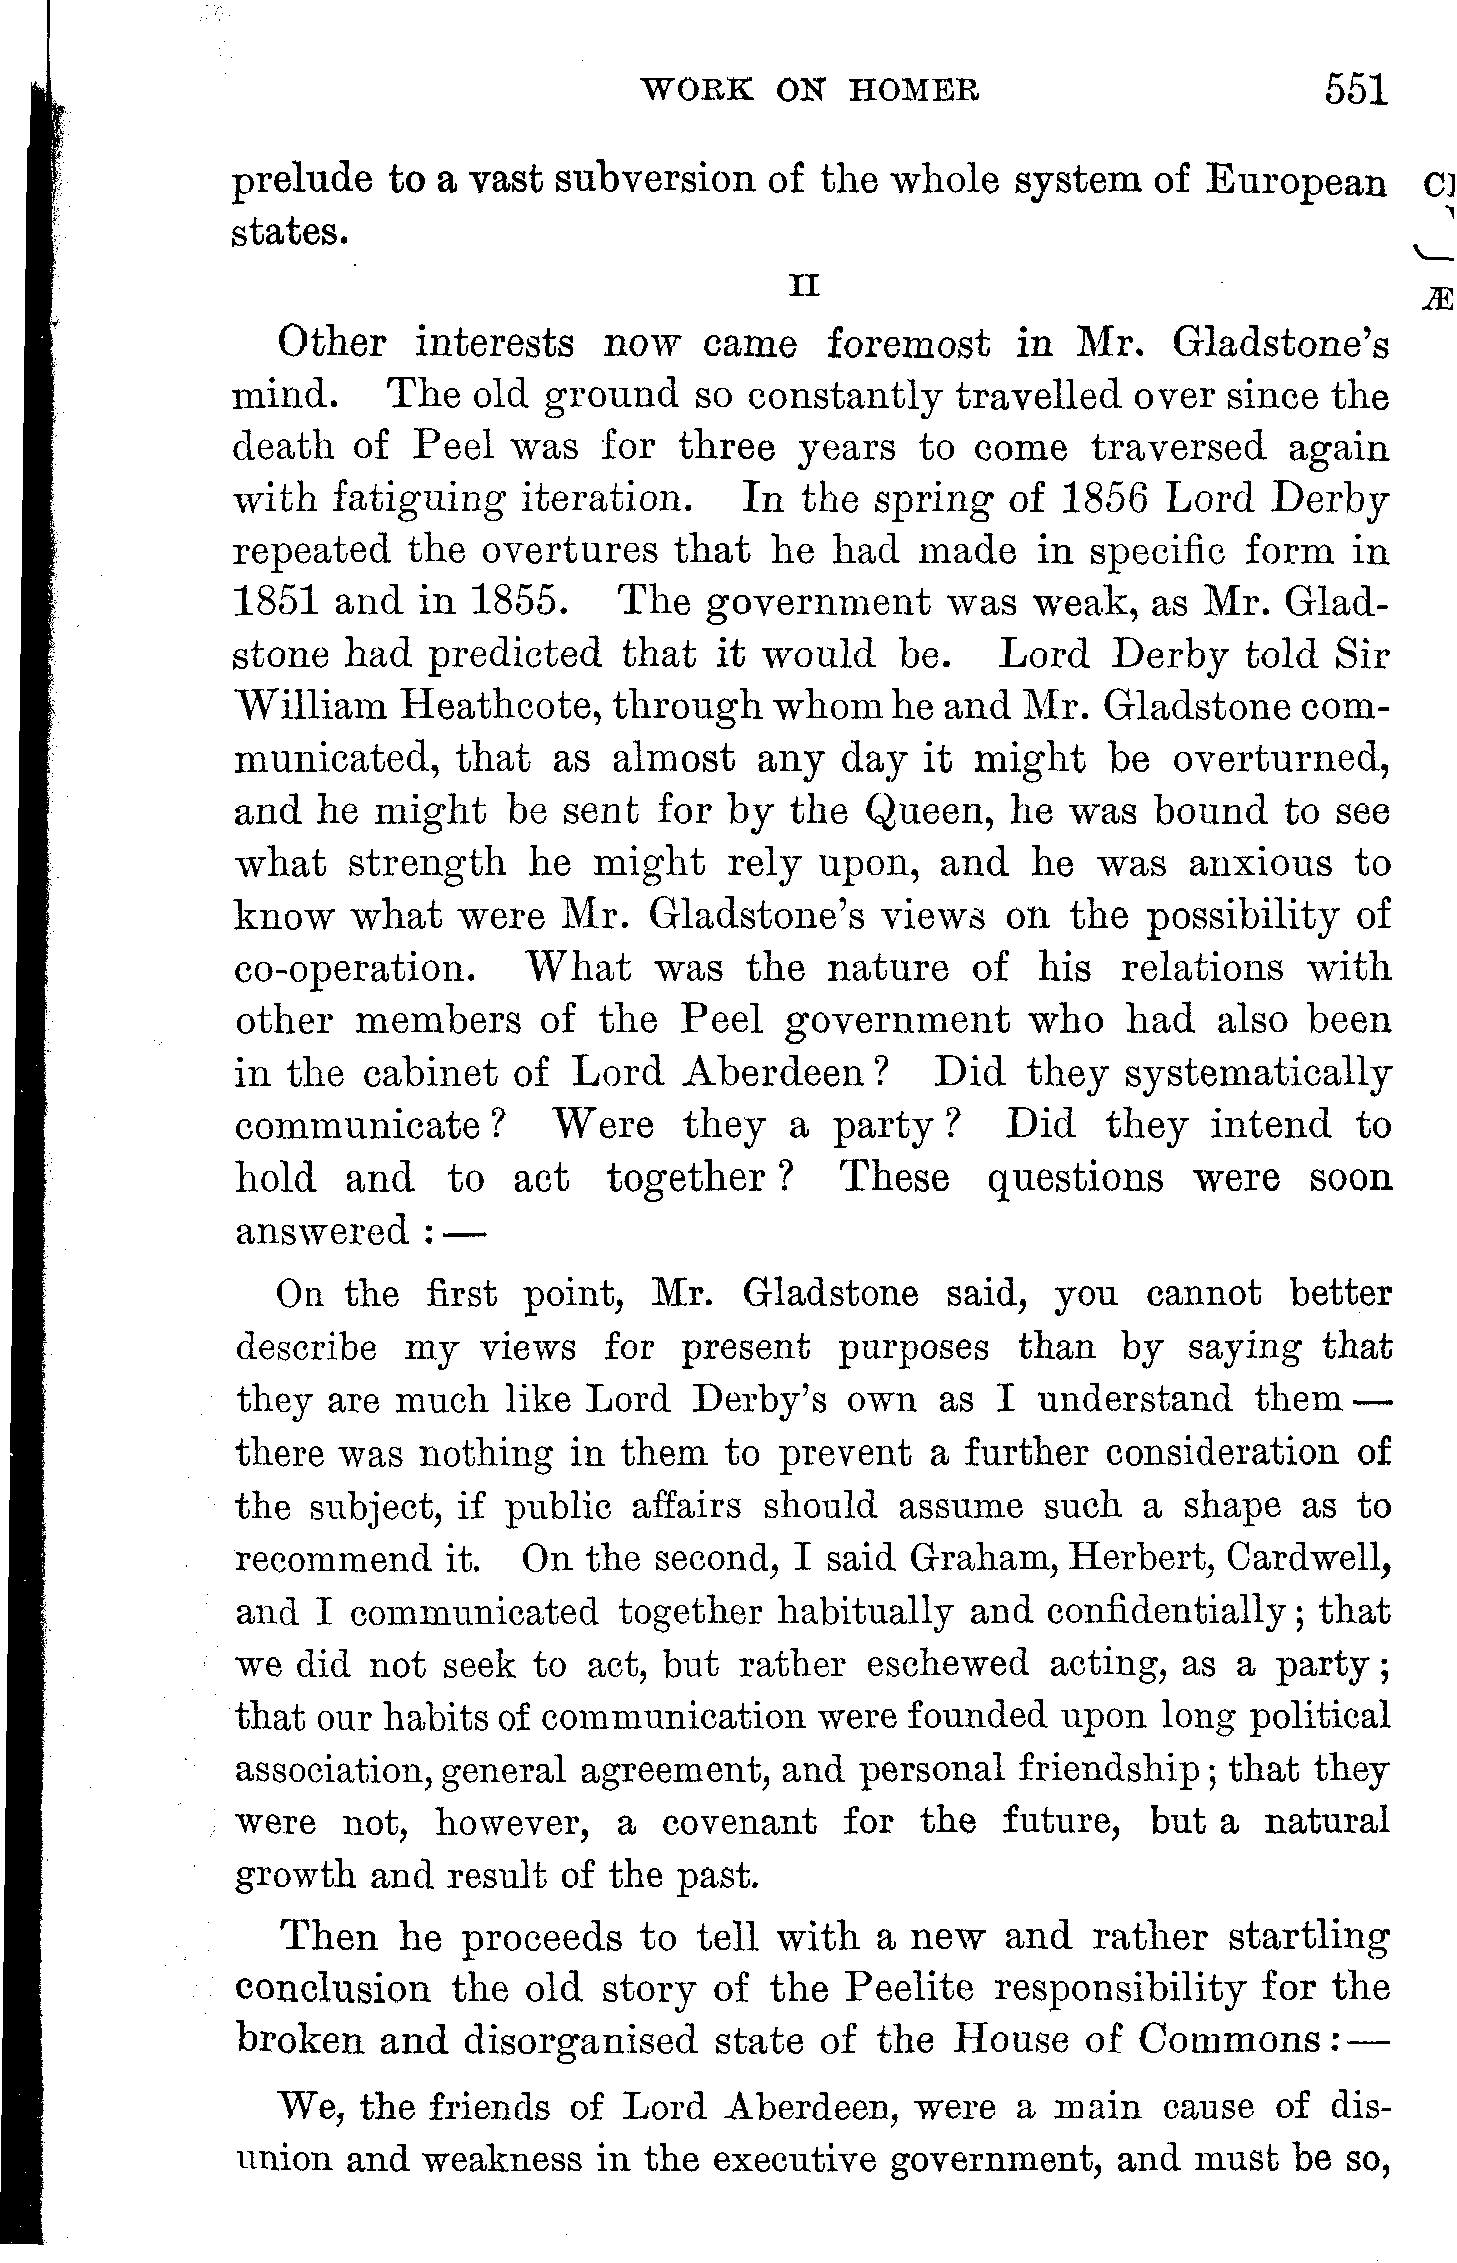 WORK ON HOMER 551
prelude to a vast subversion of the whole system of European
states.
II
Other interests now came foremost in Mr. Gladstone's
mind. The old ground so constantly travelled over since the
death of Peel was for three years to come traversed again
with fatiguing iteration. In the spring of 1856 Lord Derby
repeated the overtures that he had made in specific form in
1851 and in 1855. The government was weak, as Mr. Glad-
stone had predicted that it would be. Lord Derby told Sir
William Heathcote, through whom he and Mr. Gladstone com-
municated, that as almost any day it might be overturned,
and he might be sent for by the Queen, he was bound to see
what strength he might rely upon, and he was anxious to
know what were Mr. Gladstone's views on the possibility of
co-operation. What was the nature of his relations with
other members of the Peel government who had also been
in the cabinet of Lord Aberdeen? Did they systematically
communicate? Were they a party? Did they intend to
hold and to act together? These questions were soon
answered :—
On the first point, Mr. Gladstone said, you cannot better
describe my views for present purposes than by saying that
they are much like Lord Derby's own as I understand them —
there was nothing in them to prevent a further consideration of
the subject, if public affairs should assume such a shape as to
recommend it. On the second, I said Graham, Herbert, Cardwell,
and I communicated together habitually and confidentially; that
we did not seek to act, but rather eschewed acting, as a party;
that our habits of communication were founded upon long political
association, general agreement, and personal friendship; that they
were not, however, a covenant for the future, but a natural
growth and result of the past.
Then he proceeds to tell with a new and rather startling
conclusion the old story of the Peelite responsibility for the
broken and disorganised state of the House of Commons:—
We, the friends of Lord Aberdeen, were a main cause of dis-
union and weakness in the executive government, and must be so,